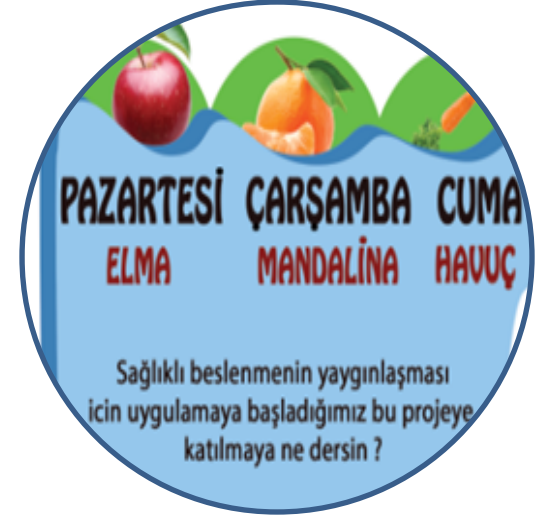 PAZARTESİ ÇARŞAMBA CUMA
ELMA MANDALİNA HAVUÇ
Sağlıklı beslenmenin yaygınlaşması
icin uygulamaya başladığımız bu projeye
katılmaya ne dersin ?